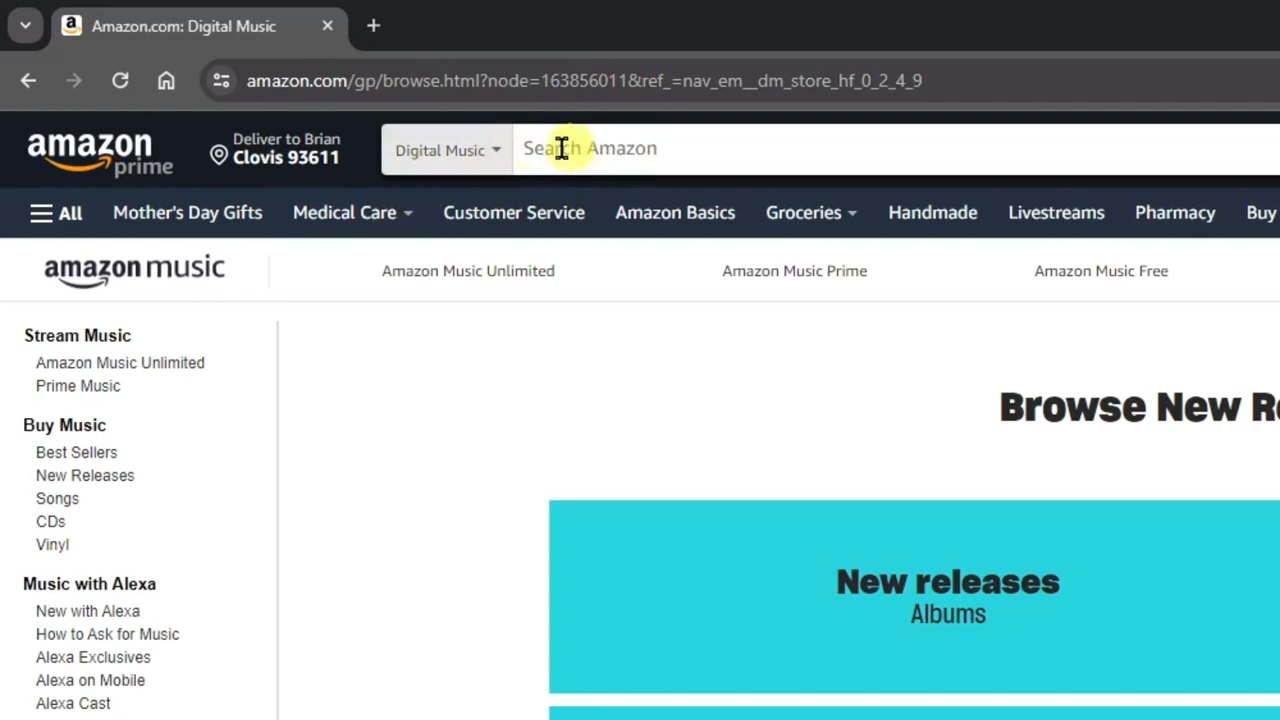 Amazon.com: Digital Music
amazon.com/gp/browse.html?node=163856011&ref_=nav_em__dm_store_hf_0_2_4_9
amazon prime
Deliver to Brian
Clovis 93611
Digital Music
Search Amazon
All Mother's Day Gifts Medical Care Customer Service Amazon Basics Groceries Handmade Livestreams Pharmacy Buy
amazon music Amazon Music Unlimited Amazon Music Prime Amazon Music Free
Stream Music
Amazon Music Unlimited
Prime Music
Buy Music
Best Sellers
New Releases
Songs
CDs
Vinyl
Music with Alexa
New with Alexa
How to Ask for Music
Alexa Exclusives
Alexa on Mobile
Alexa Cast
Browse New
New releases
Albums